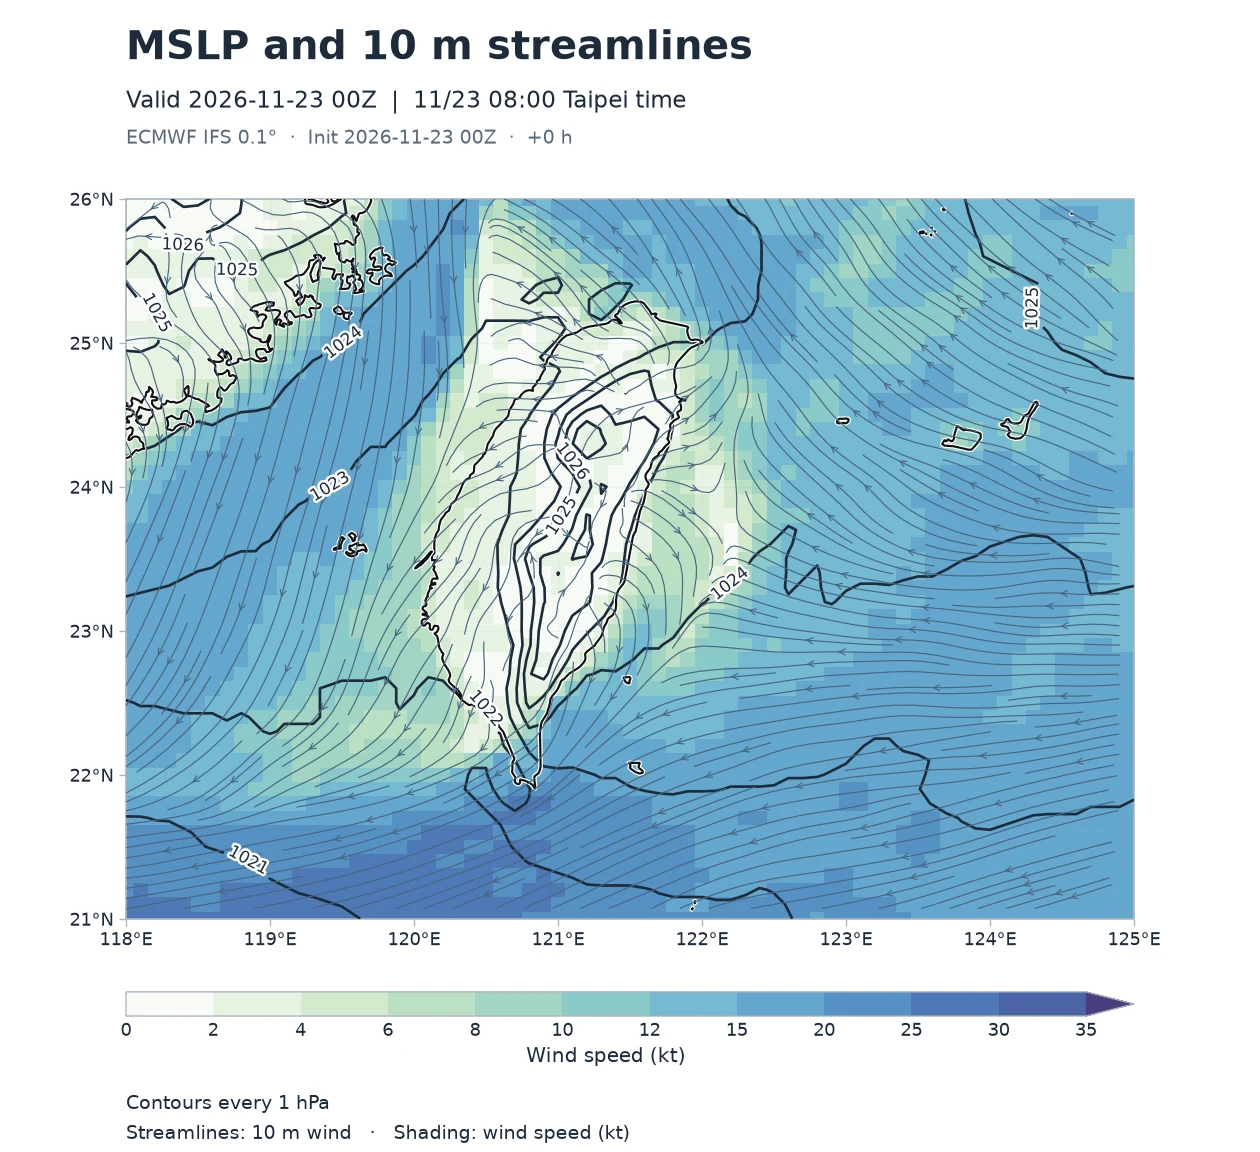 MSLP and 10 m streamlines
Valid 2026-11-23 00Z | 11/23 08:00 Taipei time
ECMWF IFS 0.1° · Init 2026-11-23 00Z · +0 h
26°N
1026
1025
1025
1025
1024
25°N
1026
24°N
1023
1025
1024
23°N
1022
22°N
1021
21°N
118°E 119°E 120°E 121°E 122°E 123°E 124°E 125°E
0 2 4 6 8 10 12 15 20 25 30 35
Wind speed (kt)
Contours every 1 hPa
Streamlines: 10 m wind · Shading: wind speed (kt)